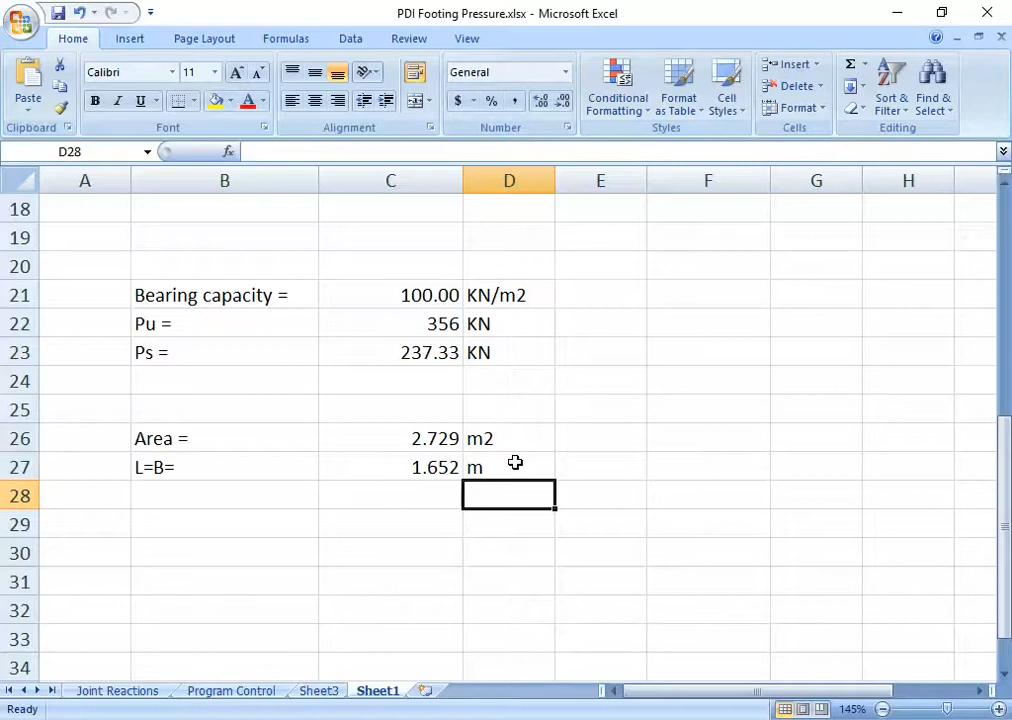 PDI Footing Pressure.xlsx - Microsoft Excel
Home Insert Page Layout Formulas Data Review View
Paste
Calibri 11 A A
B I U A
General
$ % , .0 .00 .00 .0
Conditional Formatting
Format as Table
Cell Styles
Insert
Delete
Format
Σ
Sort & Filter
Find & Select
Clipboard Font Alignment Number Styles Cells Editing
D28 fx
A B C D E F G H
18
19
20
21 Bearing capacity = 100.00 KN/m2
22 Pu = 356 KN
23 Ps = 237.33 KN
24
25
26 Area = 2.729 m2
27 L=B= 1.652 m
28
29
30
31
32
33
34
Joint Reactions Program Control Sheet3 Sheet1
Ready 145%